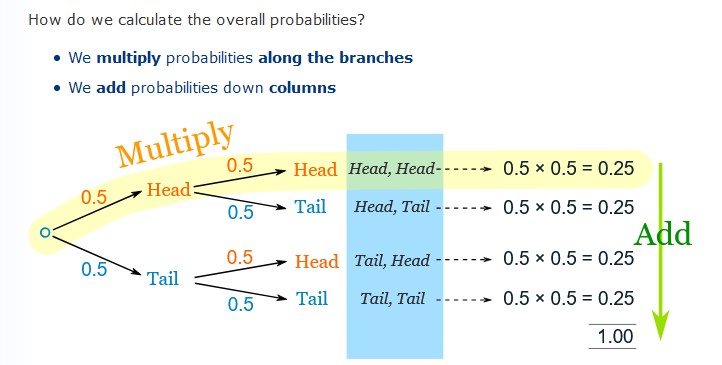 How do we calculate the overall probabilities?
• We multiply probabilities along the branches
• We add probabilities down columns
Multiply
0.5 Head Head, Head 0.5 × 0.5 = 0.25
0.5 Head
0.5 Tail Head, Tail 0.5 × 0.5 = 0.25
Add
0.5 Head Tail, Head 0.5 × 0.5 = 0.25
0.5 Tail
0.5 Tail Tail, Tail 0.5 × 0.5 = 0.25
1.00